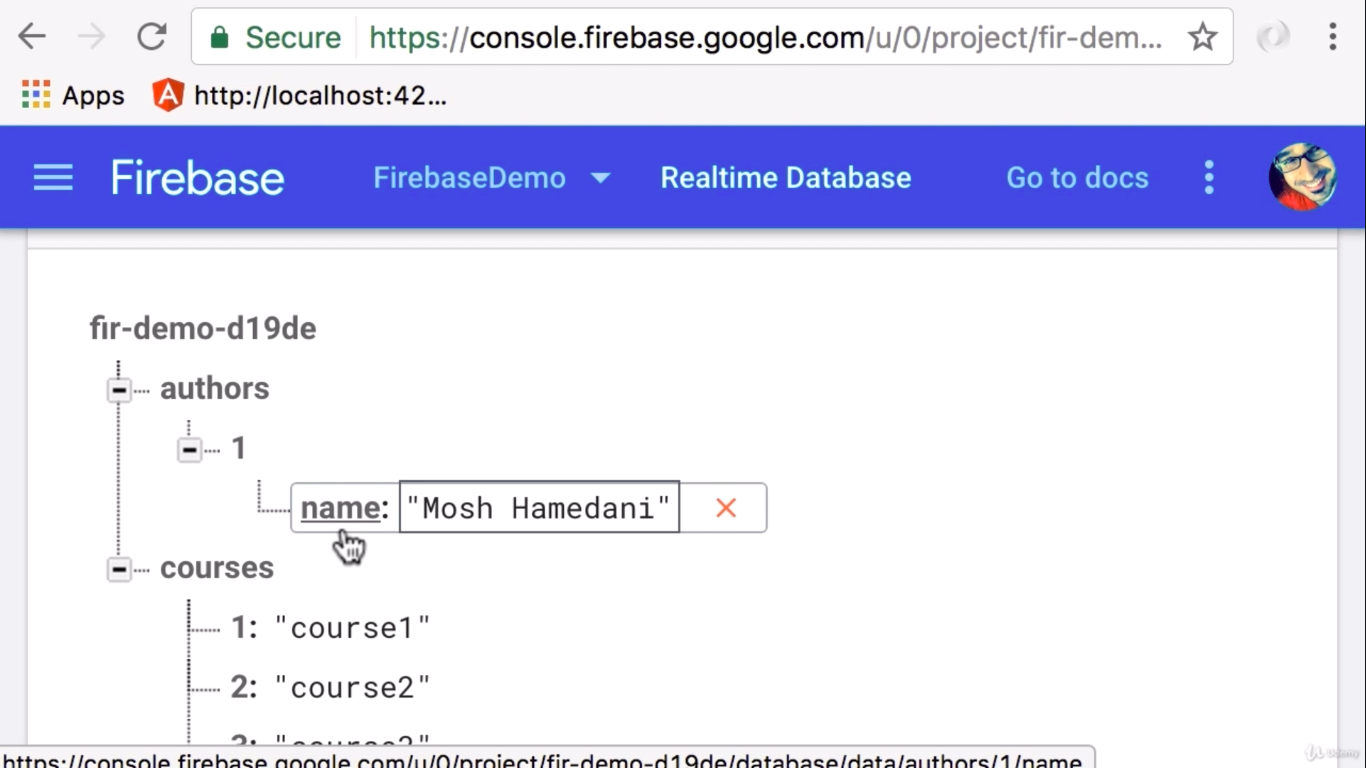 Secure https://console.firebase.google.com/u/0/project/fir-dem...
Apps http://localhost:42...
Firebase FirebaseDemo Realtime Database Go to docs
fir-demo-d19de
authors
1
name: "Mosh Hamedani"
courses
1: "course1"
2: "course2"
https://console.firebase.google.com/u/0/project/fir-demo-d19de/database/data/authors/1/name
Udemy